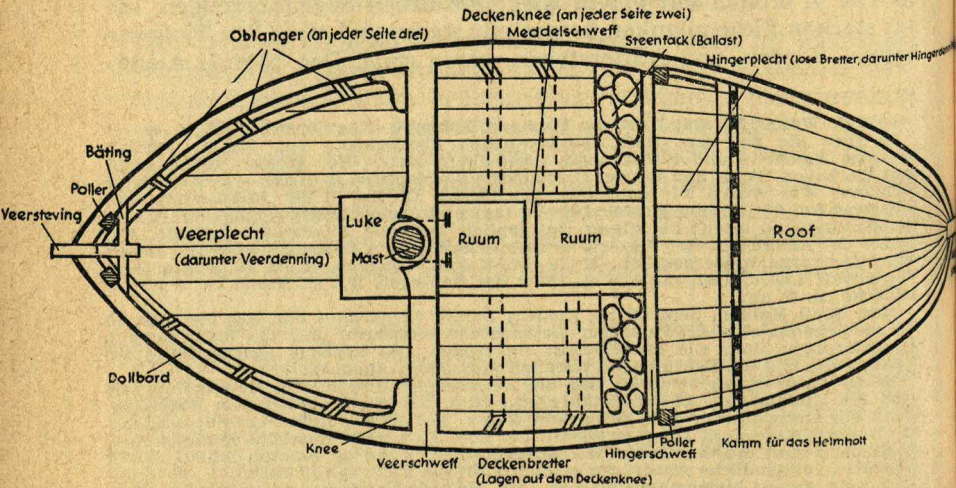 Deckenknee (an jeder Seite zwei)
Meddelschweff
Oblanger (an jeder Seite drei)
Steenfack (Ballast)
Hingerplecht (lose Bretter, darunter Hingerdenning
Bäting
Poller
Veersteving
Luke
Veerplecht
Ruum
Ruum
Roof
(darunter Veerdenning)
Mast
Dollbord
Knee
Veerschweff
Deckenbretter
(Lagen auf dem Deckenknee)
Poller
Hingerschweff
Kamm für das Helmholt